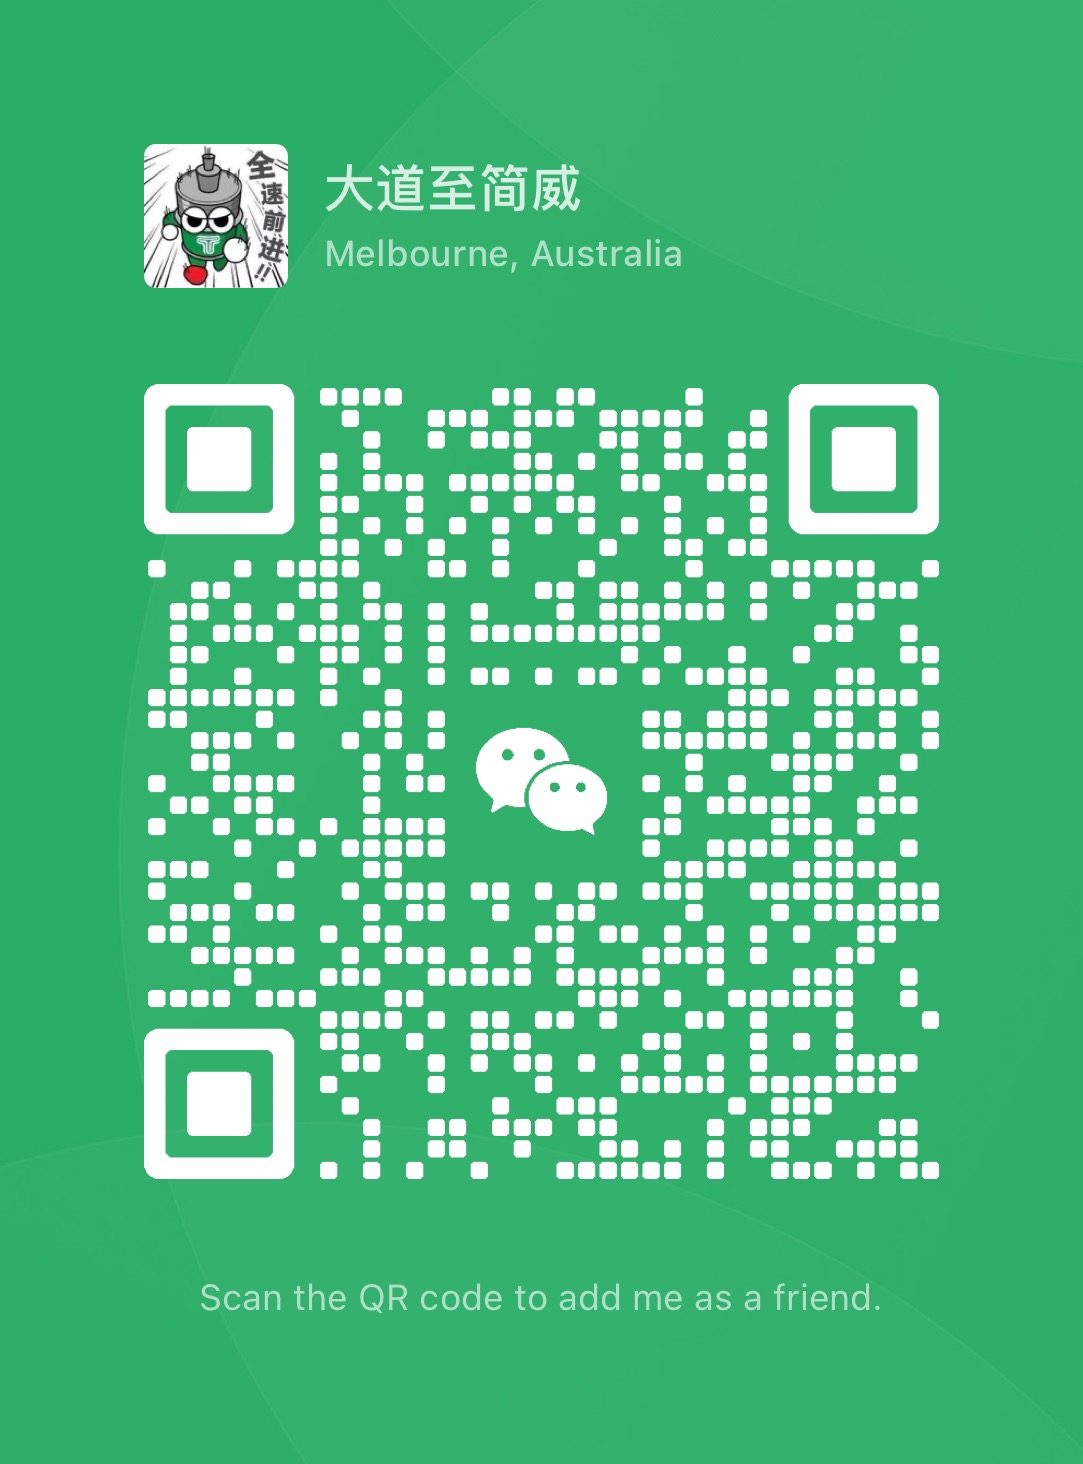 全速前进!!
大道至简威
Melbourne, Australia
Scan the QR code to add me as a friend.